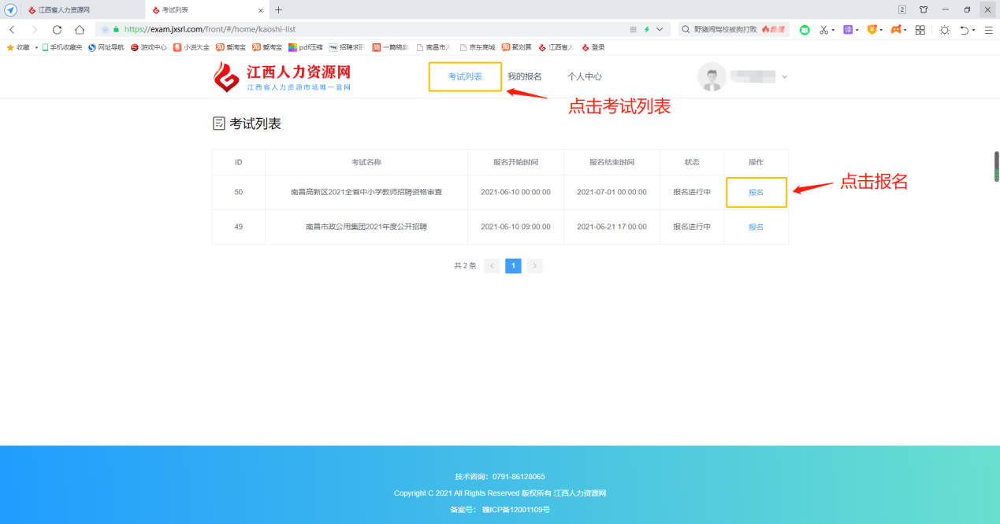 江西省人力资源网
考试列表
2
https://exam.jxsrl.com/front/#/home/kaoshi-list
野猪闯驾校被狗打败
收藏 手机收藏夹 网址导航 游戏中心 小说大全 爱淘宝 爱淘宝 pdf压缩 招聘求职 一篇稿 南昌市人 京东商城 聚划算 江西省人 登录
江西人力资源网
江西省人力资源市场唯一官网
考试列表 我的报名 个人中心
点击考试列表
考试列表
ID 考试名称 报名开始时间 报名结束时间 状态 操作
50 南昌高新区2021全省中小学教师招聘资格审查 2021-06-10 00:00:00 2021-07-01 00:00:00 报名进行中 报名
点击报名
49 南昌市政公用集团2021年度公开招聘 2021-06-10 09:00:00 2021-06-21 17:00:00 报名进行中 报名
共 2 条 1
技术咨询：0791-86128065
Copyright C 2021 All Rights Reserved 版权所有 江西人力资源网
备案号： 赣ICP备12001109号